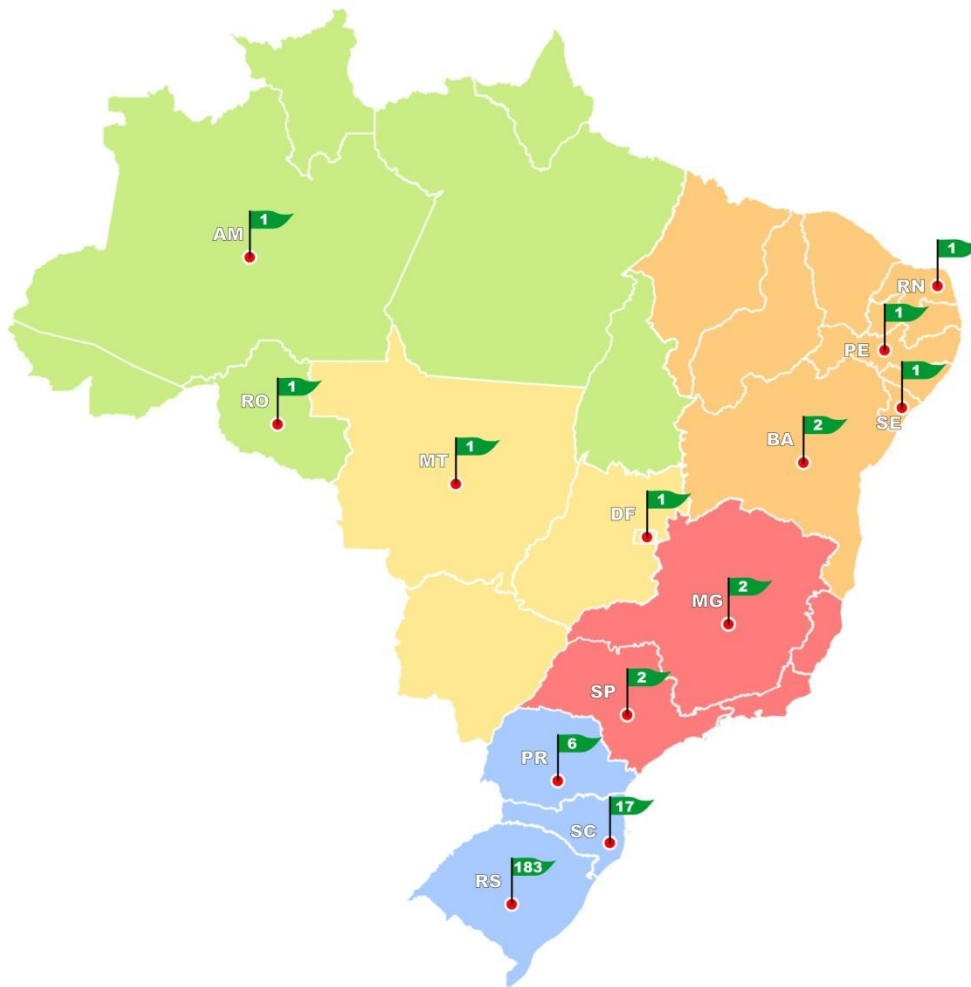 AM 1
RN 1
PE 1
SE 1
RO 1
BA 2
MT 1
DF 1
MG 2
SP 2
PR 6
SC 17
RS 183